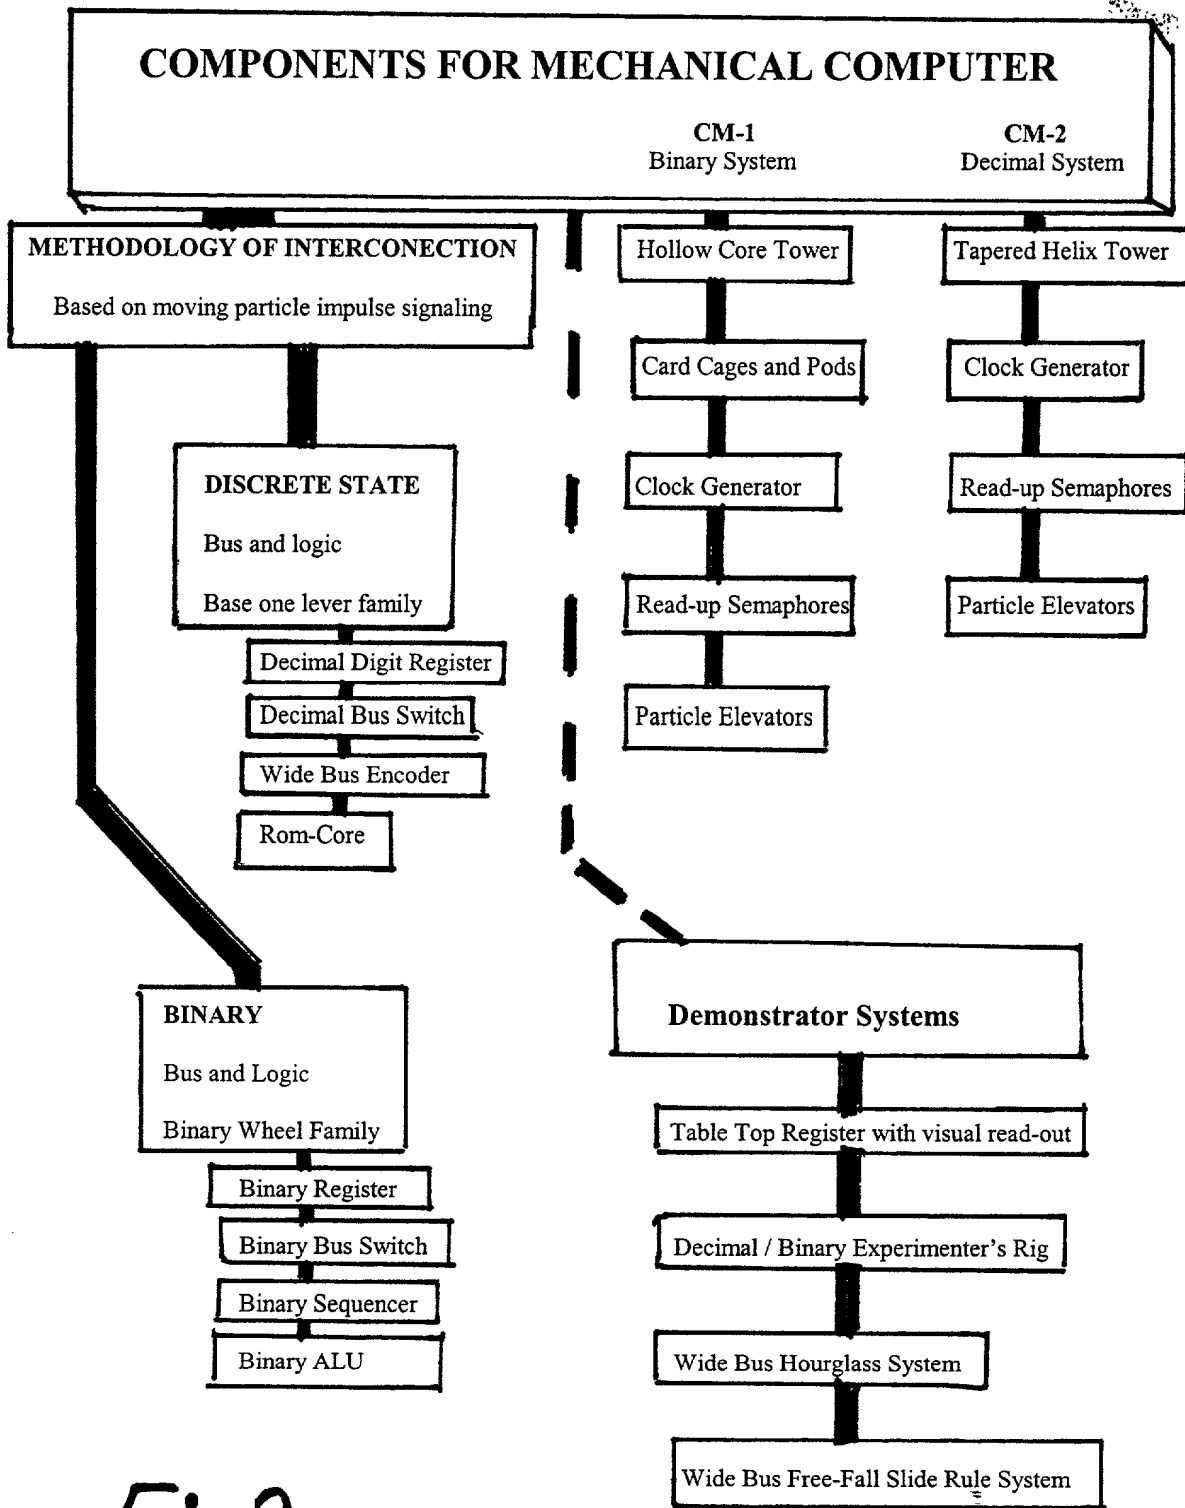 COMPONENTS FOR MECHANICAL COMPUTER
CM-1
Binary System
CM-2
Decimal System
METHODOLOGY OF INTERCONECTION
Based on moving particle impulse signaling
DISCRETE STATE
Bus and logic
Base one lever family
Decimal Digit Register
Decimal Bus Switch
Wide Bus Encoder
Rom-Core
BINARY
Bus and Logic
Binary Wheel Family
Binary Register
Binary Bus Switch
Binary Sequencer
Binary ALU
Hollow Core Tower
Card Cages and Pods
Clock Generator
Read-up Semaphores
Particle Elevators
Tapered Helix Tower
Clock Generator
Read-up Semaphores
Particle Elevators
Demonstrator Systems
Table Top Register with visual read-out
Decimal / Binary Experimenter's Rig
Wide Bus Hourglass System
Wide Bus Free-Fall Slide Rule System